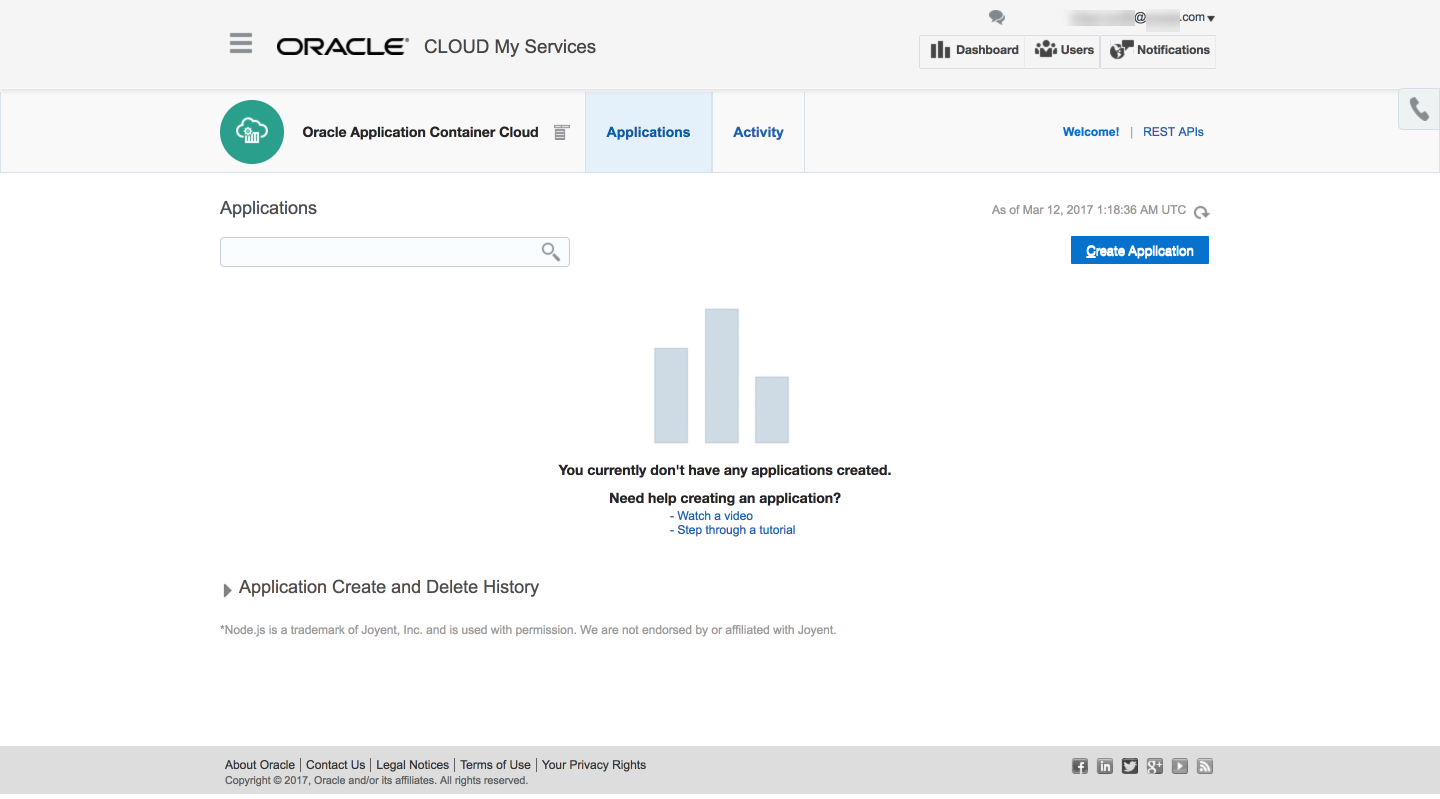 @ .com
ORACLE CLOUD My Services
Dashboard Users Notifications
Oracle Application Container Cloud Applications Activity Welcome! | REST APIs
Applications
As of Mar 12, 2017 1:18:36 AM UTC
Create Application
You currently don't have any applications created.
Need help creating an application?
- Watch a video
- Step through a tutorial
Application Create and Delete History
*Node.js is a trademark of Joyent, Inc. and is used with permission. We are not endorsed by or affiliated with Joyent.
About Oracle | Contact Us | Legal Notices | Terms of Use | Your Privacy Rights
Copyright © 2017, Oracle and/or its affiliates. All rights reserved.